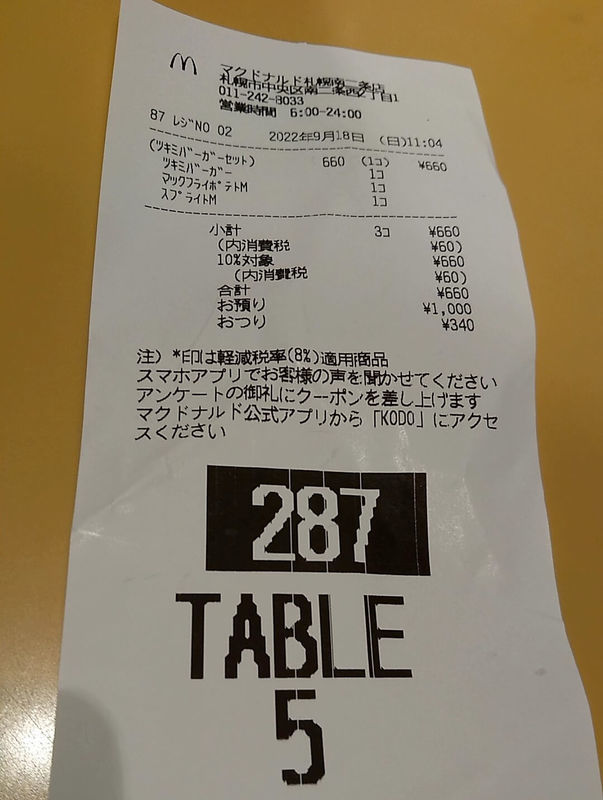 マクドナルド札幌南二条店
札幌市中央区南二条西2丁目1
011-242-8033
営業時間 6:00-24:00
87 レジNO 02 2022年9月18日 (日)11:04
(ツキミバーガーセット) 660 (1コ) ¥660
ツキミバーガー 1コ
マックフライポテトM 1コ
スプライトM 1コ
小計 3コ ¥660
(内消費税 ¥60)
10%対象 ¥660
(内消費税 ¥60)
合計 ¥660
お預り ¥1,000
おつり ¥340
注) *印は軽減税率(8%)適用商品
スマホアプリでお客様の声を聞かせてください
アンケートの御礼にクーポンを差し上げます
マクドナルド公式アプリから「KODO」にアクセ
スください
287
TABLE
5